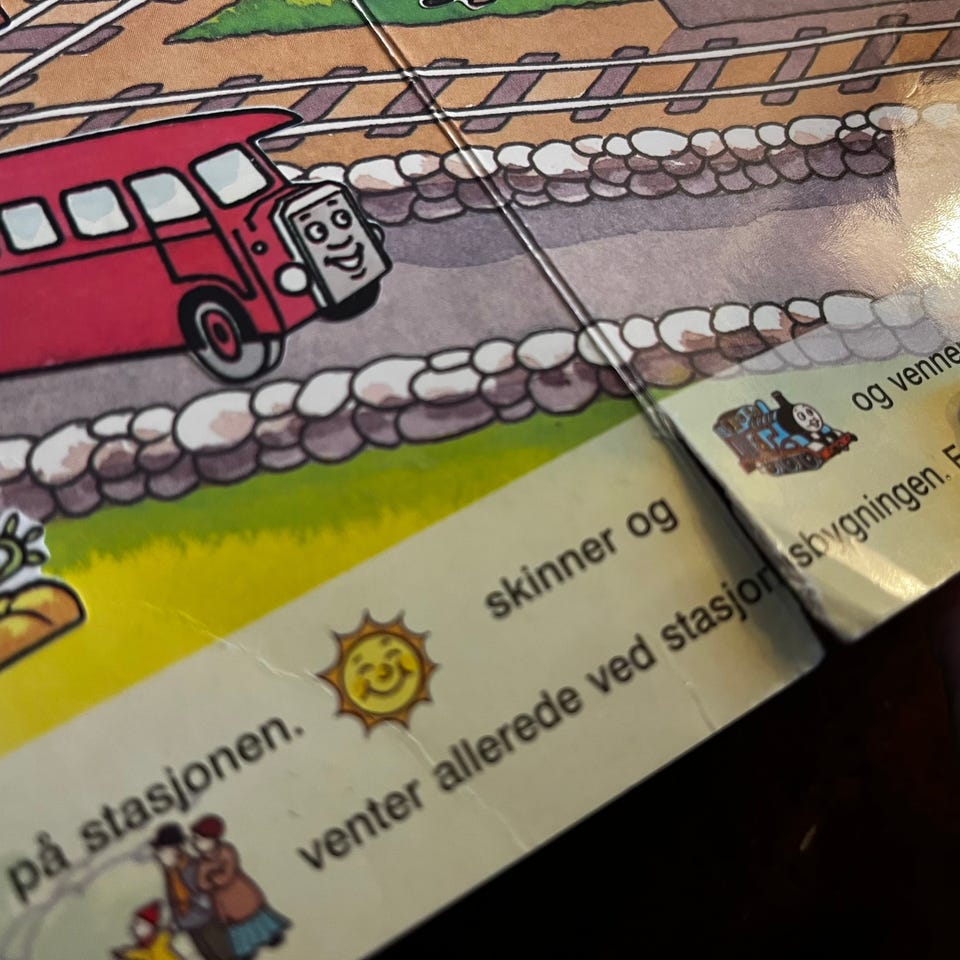 på stasjonen. skinner og og venne
venter allerede ved stasjonsbygningen.